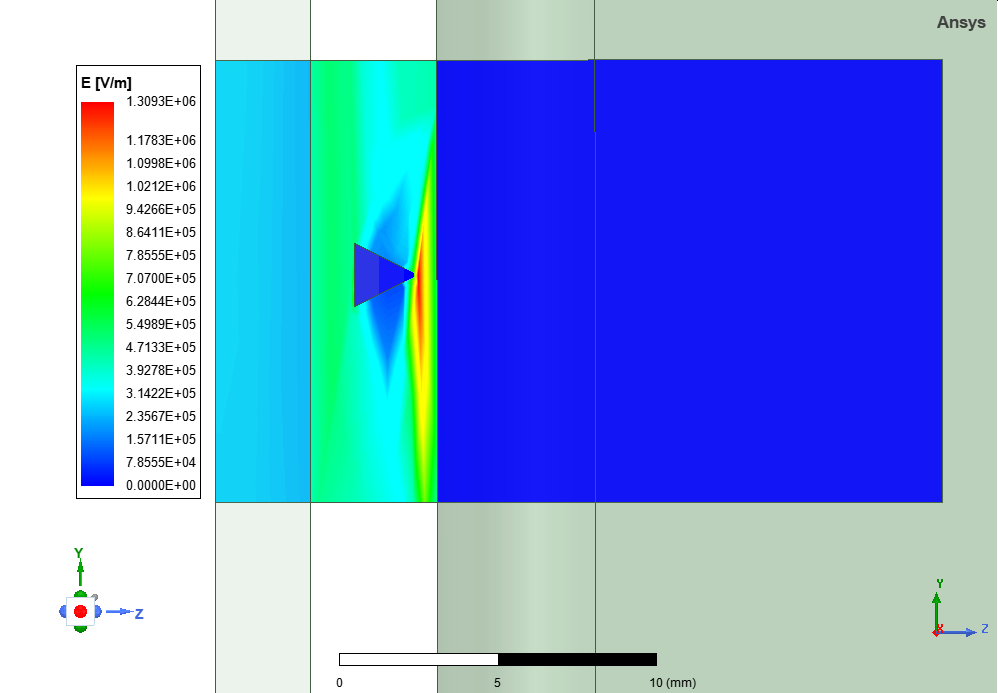 Ansys
E [V/m]
1.3093E+06
1.1783E+06
1.0998E+06
1.0212E+06
9.4266E+05
8.6411E+05
7.8555E+05
7.0700E+05
6.2844E+05
5.4989E+05
4.7133E+05
3.9278E+05
3.1422E+05
2.3567E+05
1.5711E+05
7.8555E+04
0.0000E+00
Y
Z
Y
X
Z
0 5 10 (mm)